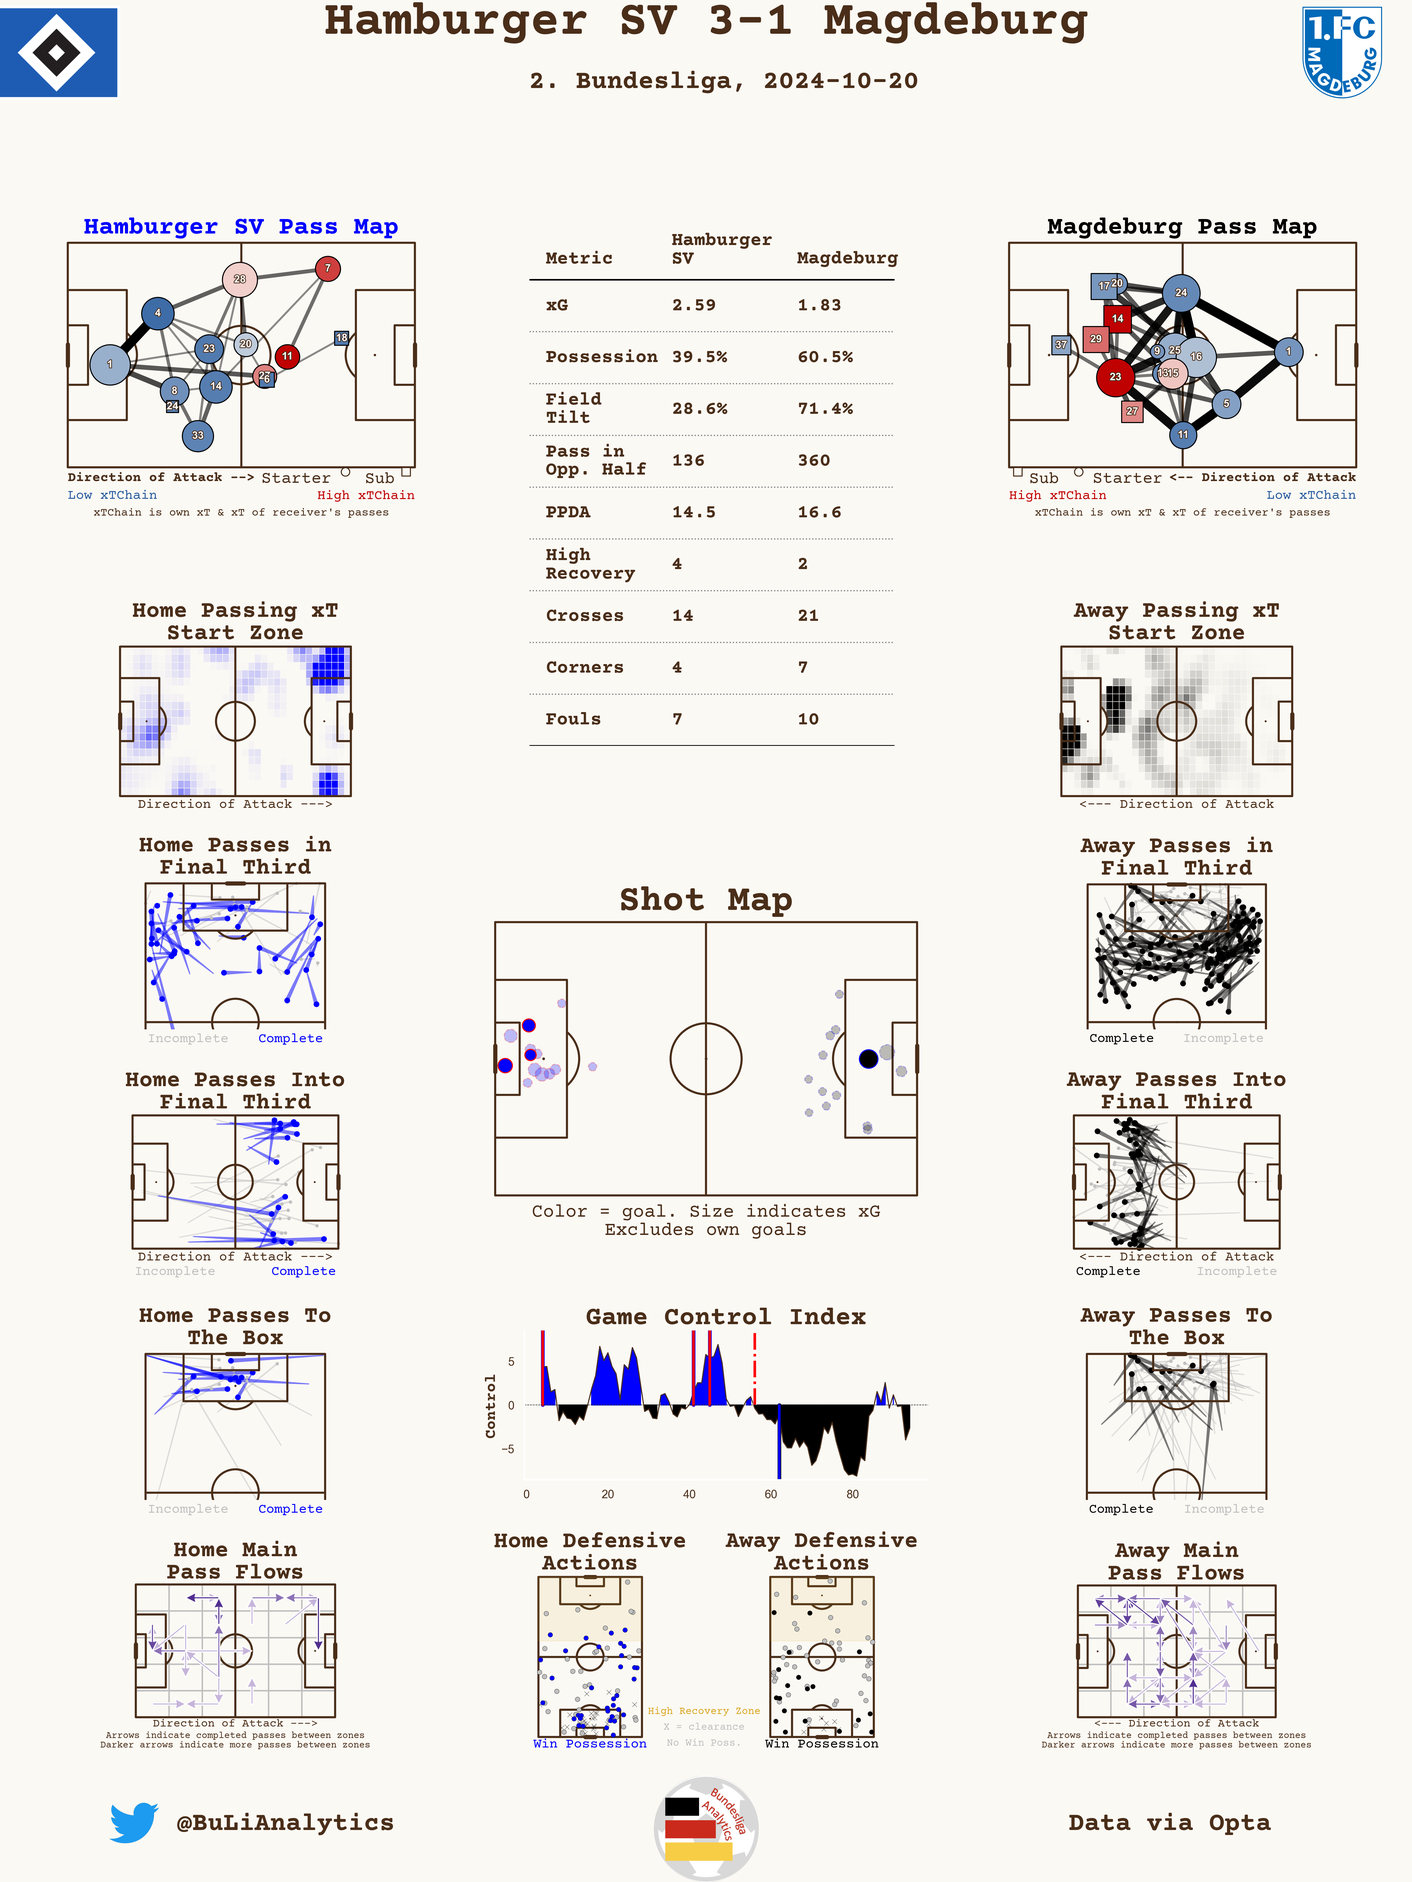 Hamburger SV 3-1 Magdeburg
2. Bundesliga, 2024-10-20
1.FC
MAGDEBURG
Hamburger SV Pass Map
28
7
4
20
18
23
11
1
6
8
14
24
33
Direction of Attack --> Starter Sub
Low xTChain High xTChain
xTChain is own xT & xT of receiver's passes
Metric Hamburger SV Magdeburg
xG 2.59 1.83
Possession 39.5% 60.5%
Field Tilt 28.6% 71.4%
Pass in Opp. Half 136 360
PPDA 14.5 16.6
High Recovery 4 2
Crosses 14 21
Corners 4 7
Fouls 7 10
Magdeburg Pass Map
17
20
24
14
29
37
9
25
16
1
23
15
27
5
11
Sub Starter <-- Direction of Attack
High xTChain Low xTChain
xTChain is own xT & xT of receiver's passes
Home Passing xT
Start Zone
Direction of Attack --->
Away Passing xT
Start Zone
<--- Direction of Attack
Home Passes in
Final Third
Incomplete Complete
Away Passes in
Final Third
Complete Incomplete
Shot Map
Color = goal. Size indicates xG
Excludes own goals
Home Passes Into
Final Third
Direction of Attack --->
Incomplete Complete
Away Passes Into
Final Third
<--- Direction of Attack
Complete Incomplete
Home Passes To
The Box
Incomplete Complete
Game Control Index
Control
5
0
−5
0 20 40 60 80
Away Passes To
The Box
Complete Incomplete
Home Main
Pass Flows
Direction of Attack --->
Arrows indicate completed passes between zones
Darker arrows indicate more passes between zones
Home Defensive
Actions
Win Possession
High Recovery Zone
X = clearance
No Win Poss.
Away Defensive
Actions
Win Possession
Away Main
Pass Flows
<--- Direction of Attack
Arrows indicate completed passes between zones
Darker arrows indicate more passes between zones
@BuLiAnalytics
Bundesliga
Analytics
Data via Opta